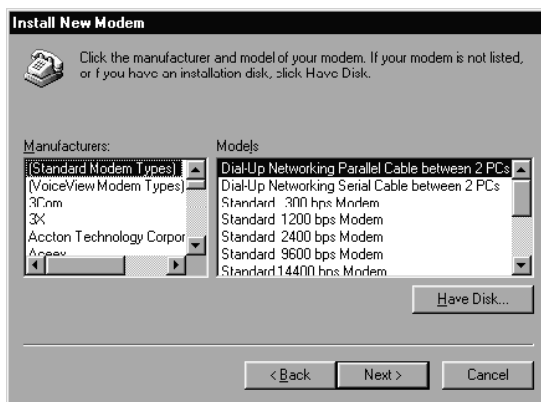 Install New Modem
Click the manufacturer and model of your modem. If your modem is not listed,
or f you have an installation disk, click Have Disk.
Manufacturers:
(Standard Modem Types)
(VoiceView Modem Types)
3Com
3X
Accton Technology Corpor
Aceex
Models
Dial-Up Networking Parallel Cable between 2 PCs
Dial-Up Networking Serial Cable between 2 PCs
Standard 300 bps Modem
Standard 1200 bps Modem
Standard 2400 bps Modem
Standard 9600 bps Modem
Standard 14400 bps Modem
Have Disk...
< Back
Next >
Cancel